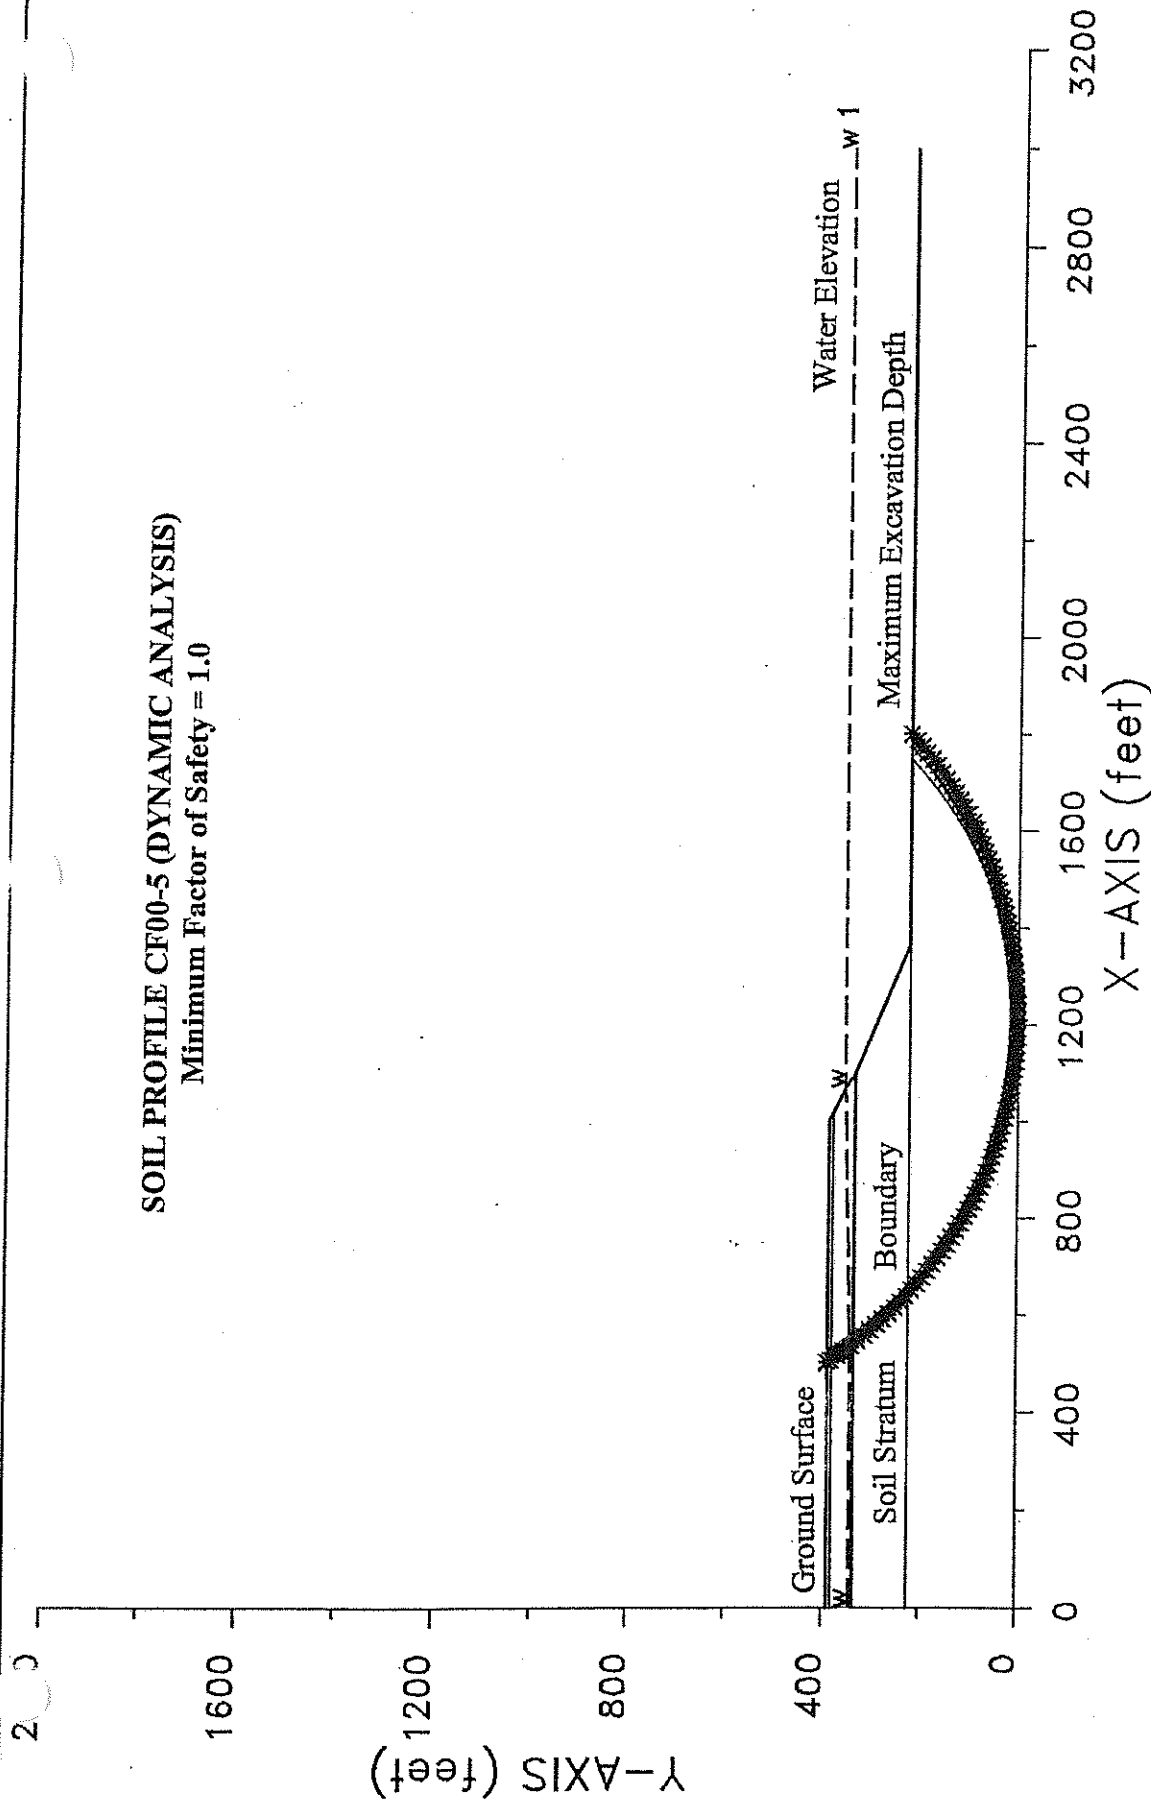 SOIL PROFILE CF00-5 (DYNAMIC ANALYSIS)
Minimum Factor of Safety = 1.0
Y-AXIS (feet)
1600
1200
800
400
0
Ground Surface
Water Elevation
w
w
w 1
Soil Stratum Boundary
Maximum Excavation Depth
0
400
800
1200
1600
2000
2400
2800
3200
X-AXIS (feet)